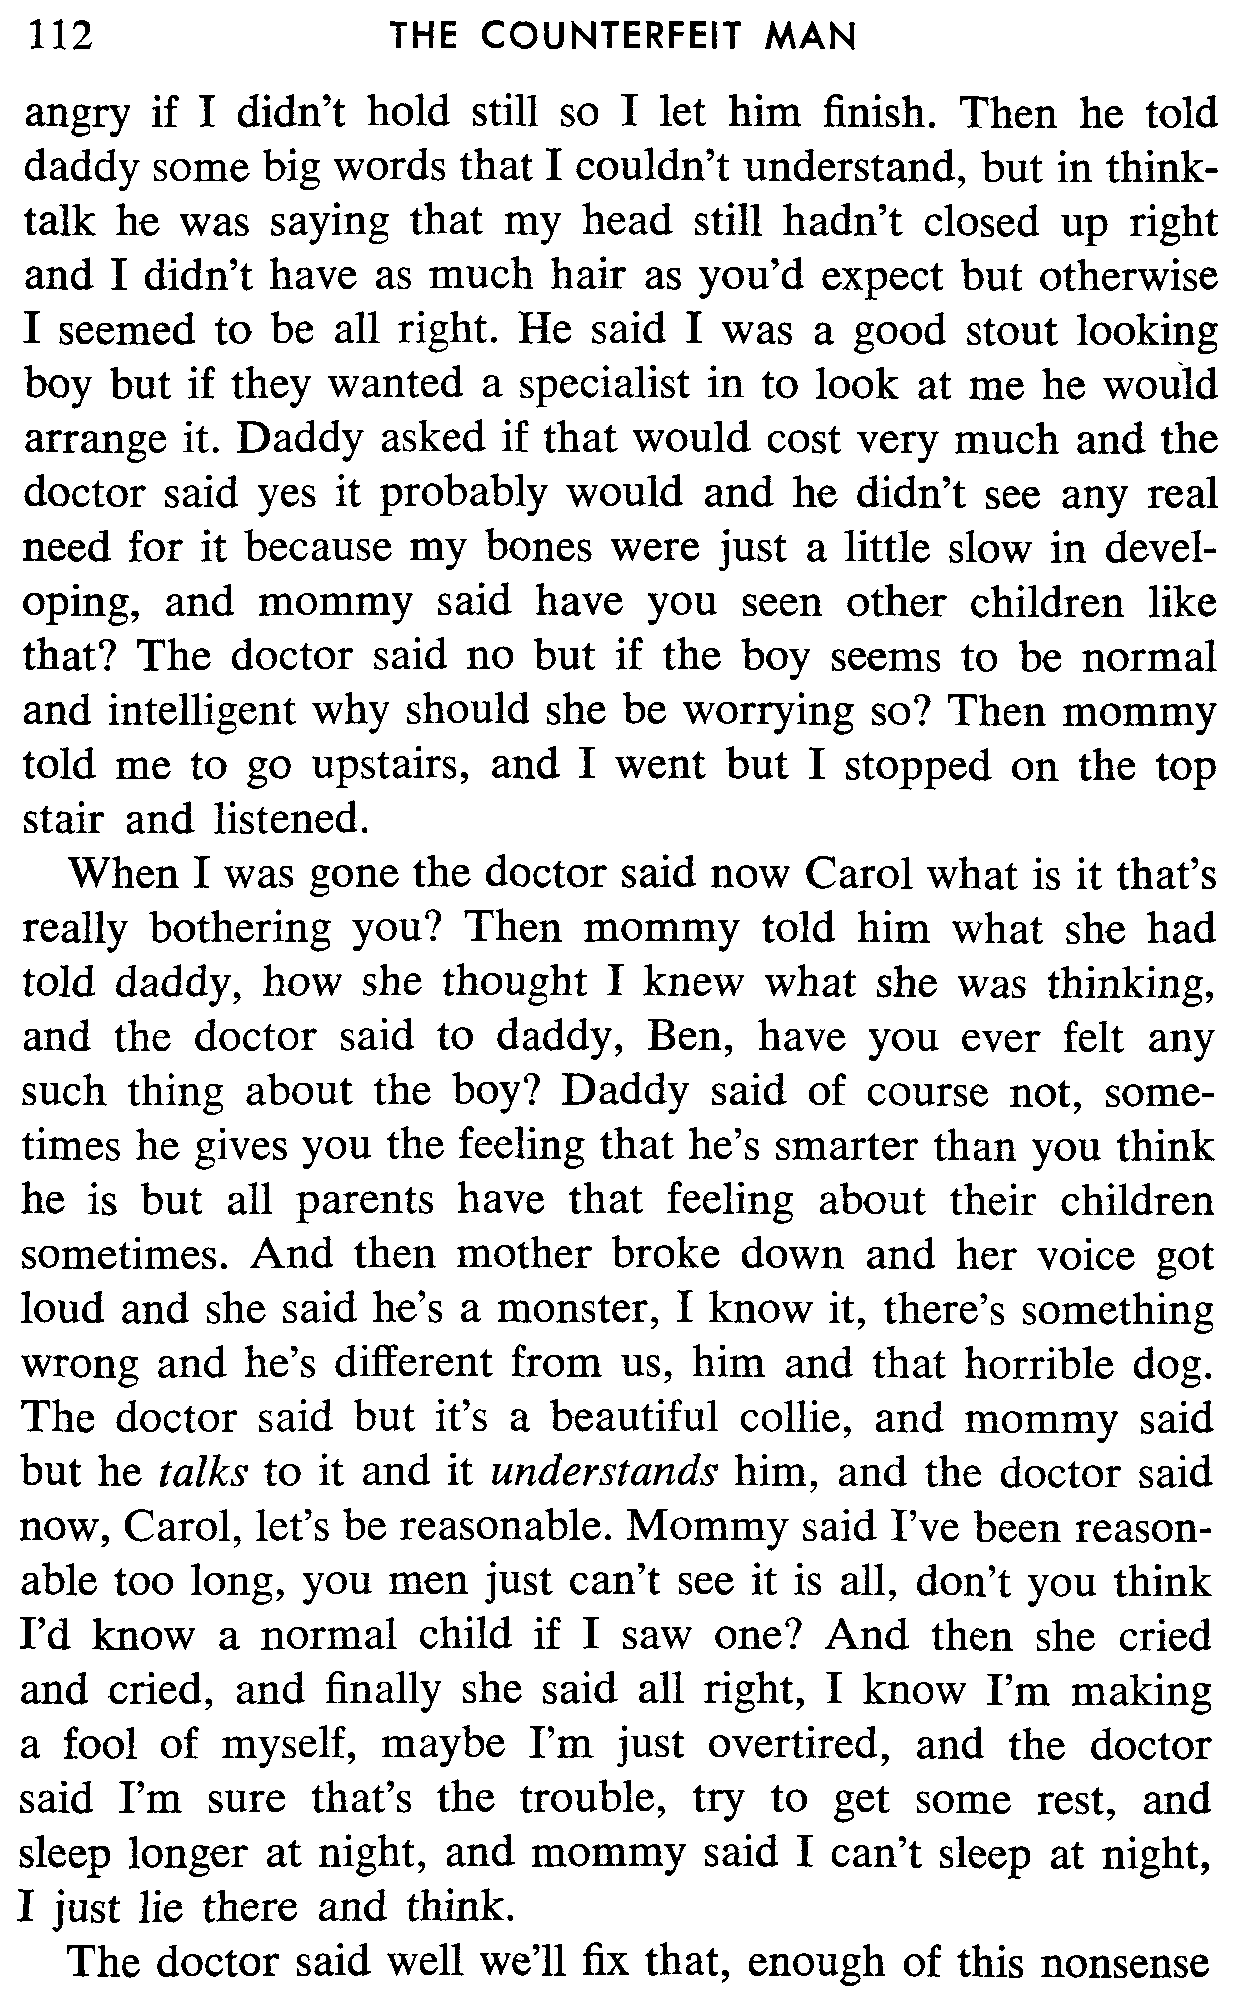 112 THE COUNTERFEIT MAN
angry if I didn't hold still so I let him finish. Then he told
daddy some big words that I couldn't understand, but in think-
talk he was saying that my head still hadn't closed up right
and I didn't have as much hair as you'd expect but otherwise
I seemed to be all right. He said I was a good stout looking
boy but if they wanted a specialist in to look at me he would
arrange it. Daddy asked if that would cost very much and the
doctor said yes it probably would and he didn't see any real
need for it because my bones were just a little slow in devel-
oping, and mommy said have you seen other children like
that? The doctor said no but if the boy seems to be normal
and intelligent why should she be worrying so? Then mommy
told me to go upstairs, and I went but I stopped on the top
stair and listened.
When I was gone the doctor said now Carol what is it that's
really bothering you? Then mommy told him what she had
told daddy, how she thought I knew what she was thinking,
and the doctor said to daddy, Ben, have you ever felt any
such thing about the boy? Daddy said of course not, some-
times he gives you the feeling that he's smarter than you think
he is but all parents have that feeling about their children
sometimes. And then mother broke down and her voice got
loud and she said he's a monster, I know it, there's something
wrong and he's different from us, him and that horrible dog.
The doctor said but it's a beautiful collie, and mommy said
but he talks to it and it understands him, and the doctor said
now, Carol, let's be reasonable. Mommy said I've been reason-
able too long, you men just can't see it is all, don't you think
I'd know a normal child if I saw one? And then she cried
and cried, and finally she said all right, I know I'm making
a fool of myself, maybe I'm just overtired, and the doctor
said I'm sure that's the trouble, try to get some rest, and
sleep longer at night, and mommy said I can't sleep at night,
I just lie there and think.
The doctor said well we'll fix that, enough of this nonsense